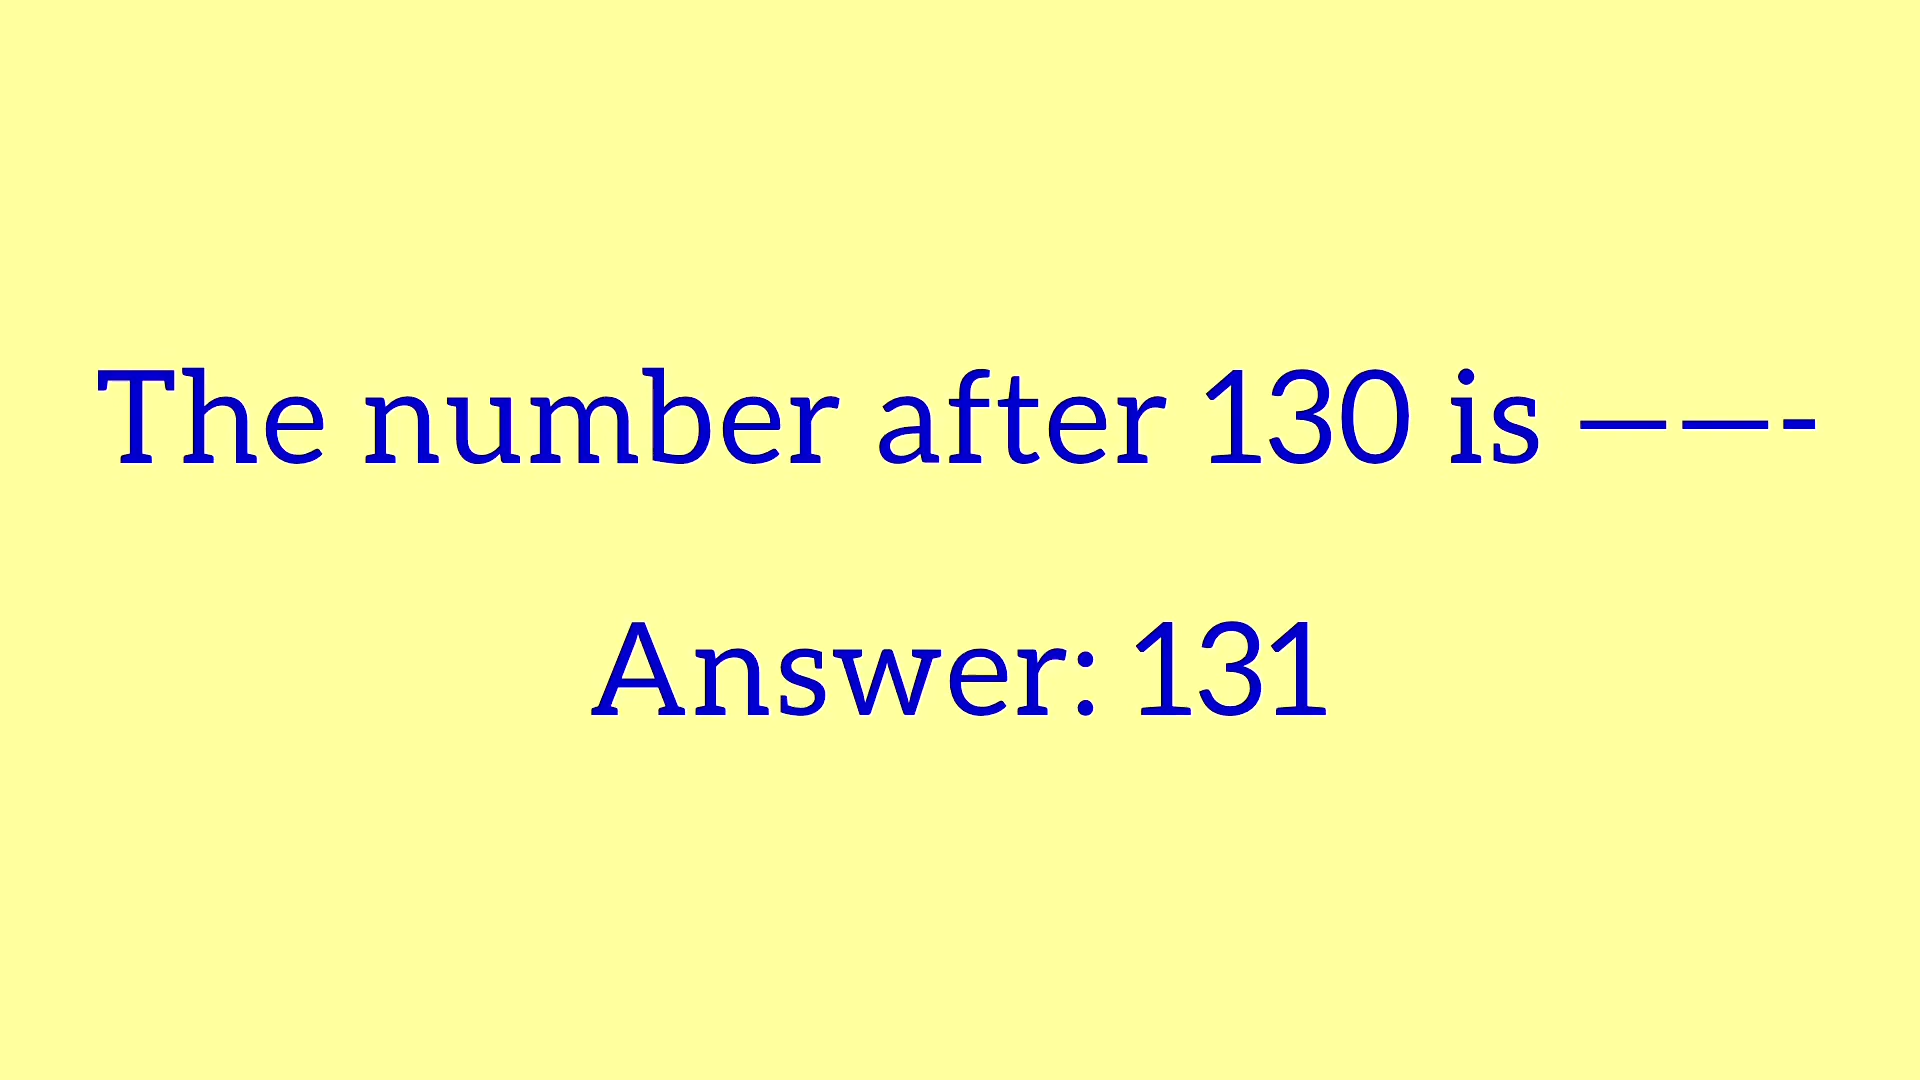 The number after 130 is ——-
Answer: 131